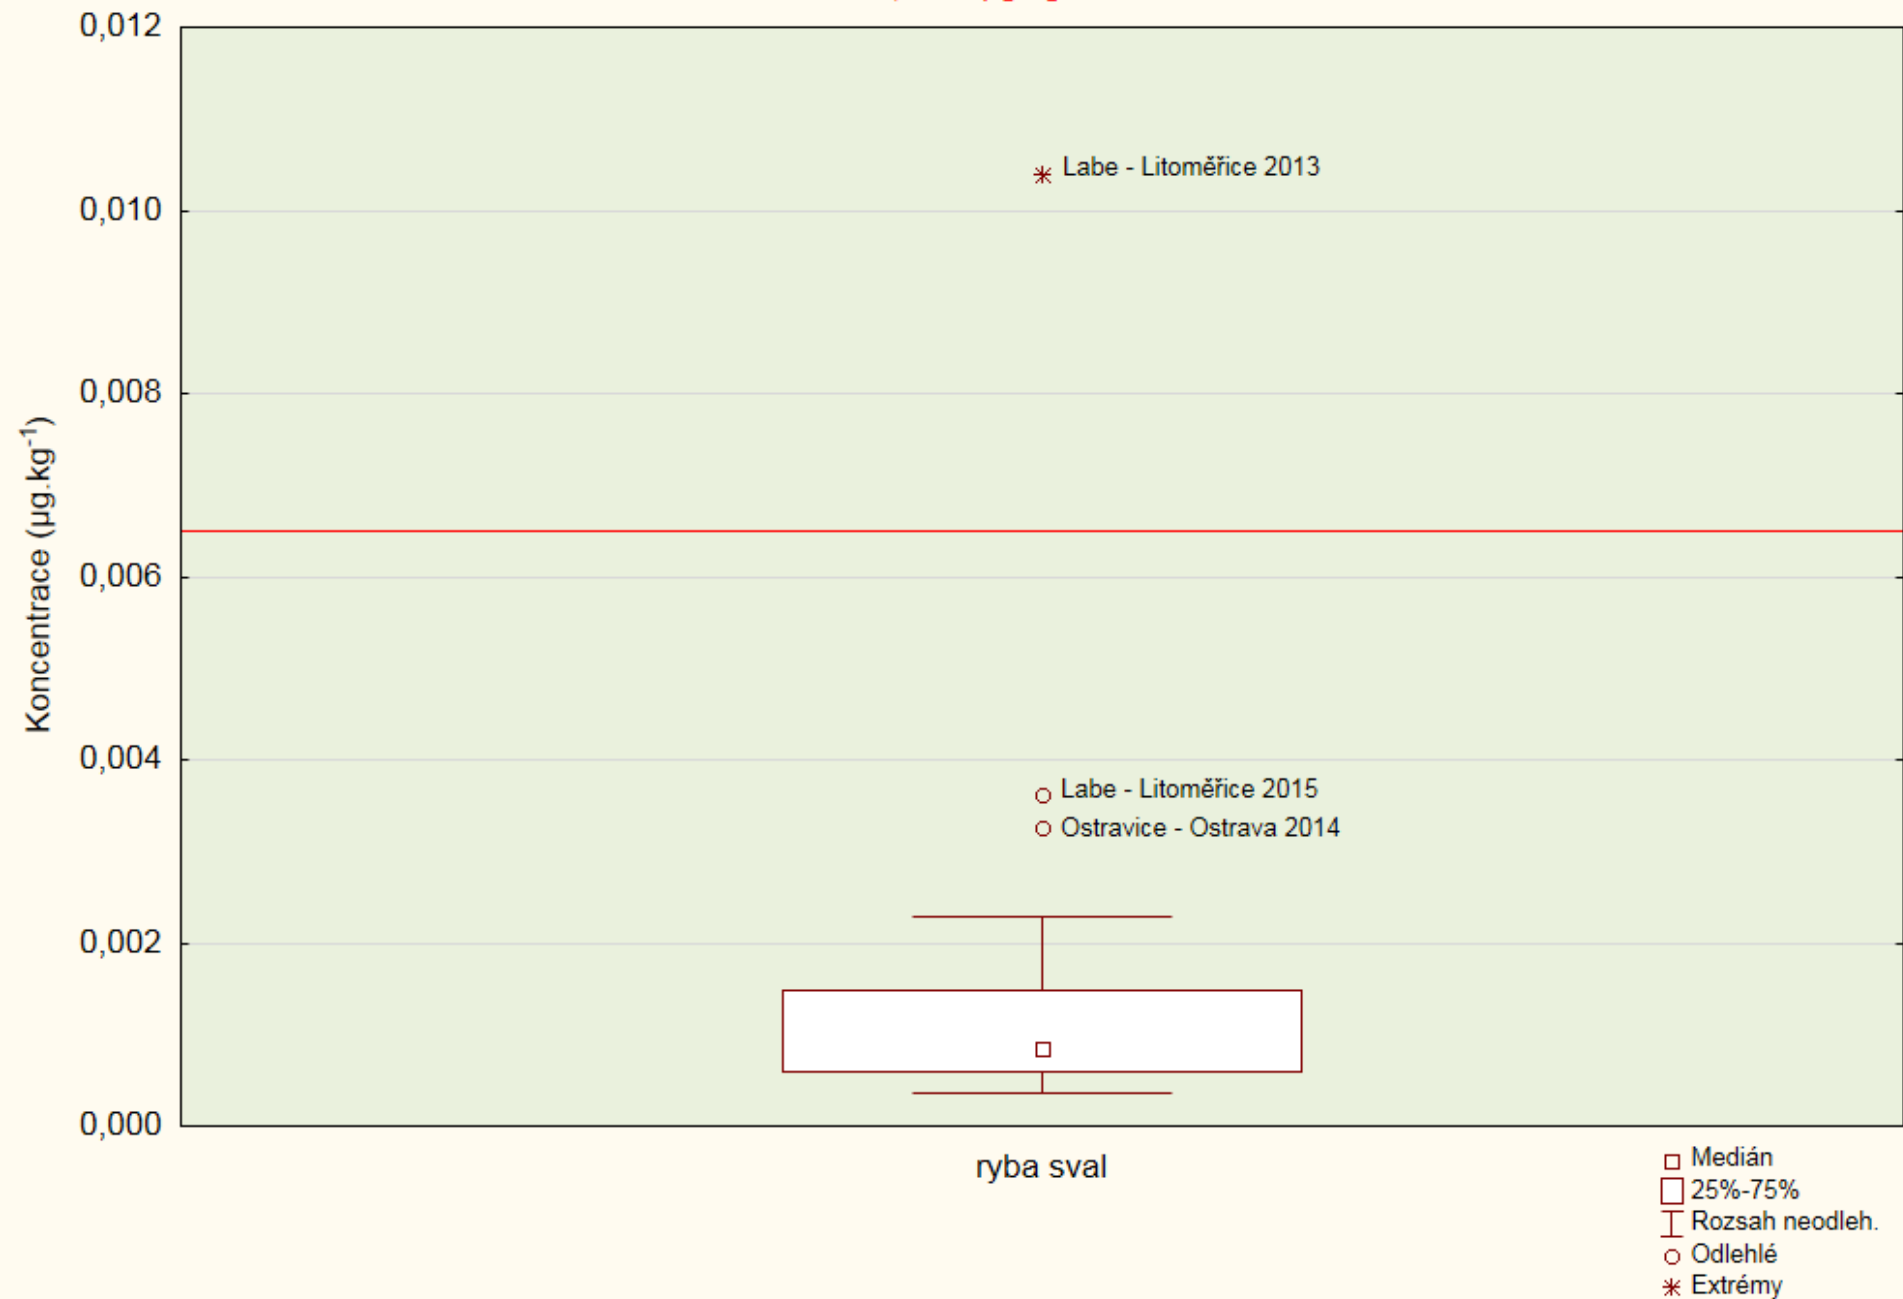 0,012
Labe - Litoměřice 2013
0,010
0,008
Koncentrace (µg.kg⁻¹)
0,006
0,004
Labe - Litoměřice 2015
Ostravice - Ostrava 2014
0,002
0,000
ryba sval
Medián
25%-75%
Rozsah neodleh.
Odlehlé
Extrémy